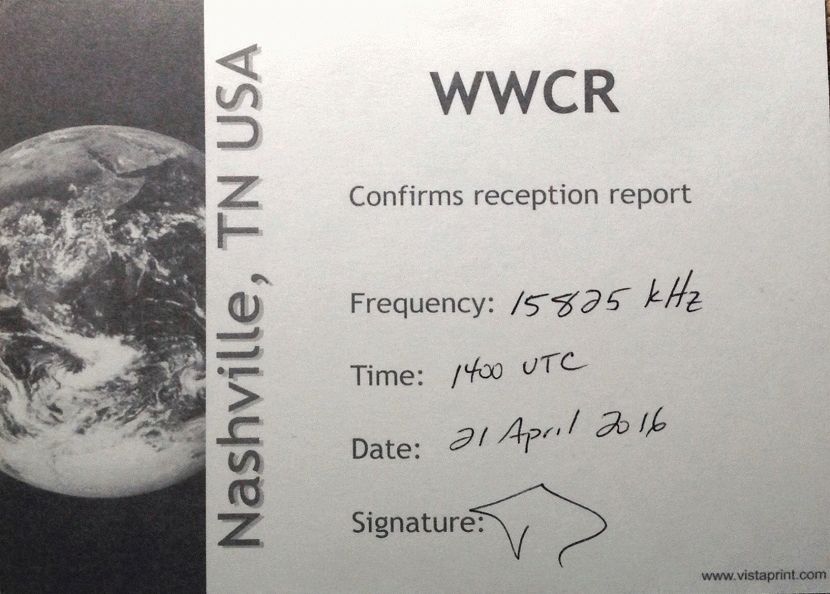 Nashville, TN USA
WWCR
Confirms reception report
Frequency: 15825 kHz
Time: 1400 UTC
Date: 21 April 2016
Signature:
www.vistaprint.com